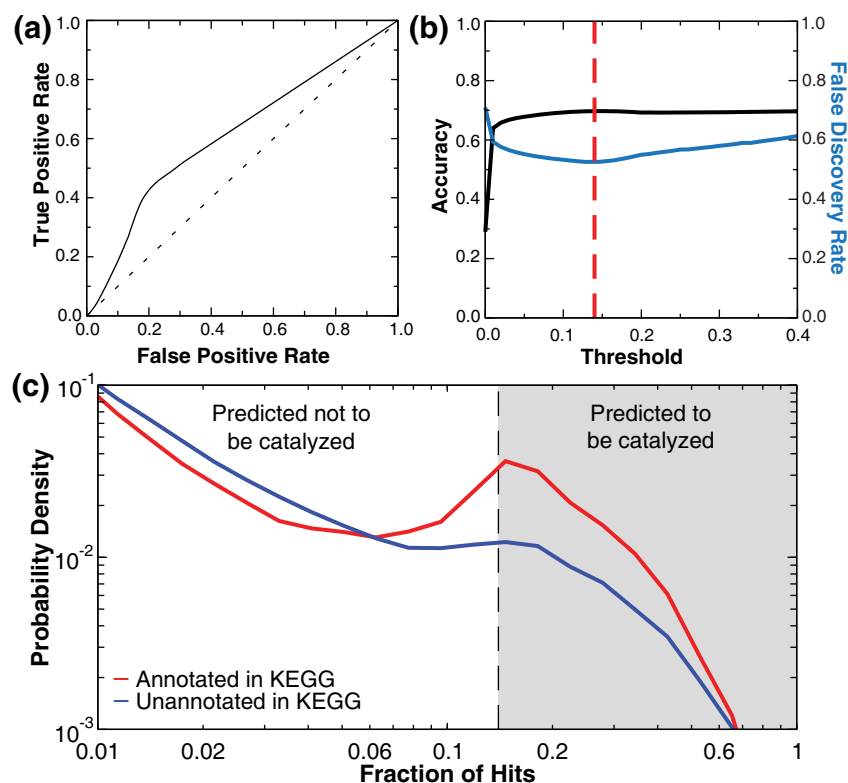 (a)
True Positive Rate
1.0
0.8
0.6
0.4
0.2
0.0
0.0 0.2 0.4 0.6 0.8 1.0
False Positive Rate
(b)
Accuracy
1.0
0.8
0.6
0.4
0.2
0.0
0.0 0.1 0.2 0.3 0.4
Threshold
1.0
0.8
0.6
0.4
0.2
0.0
False Discovery Rate
(c)
Probability Density
10-1
10-2
10-3
Predicted not to
be catalyzed
Predicted to
be catalyzed
Annotated in KEGG
Unannotated in KEGG
0.01 0.02 0.06 0.1 0.2 0.6 1
Fraction of Hits